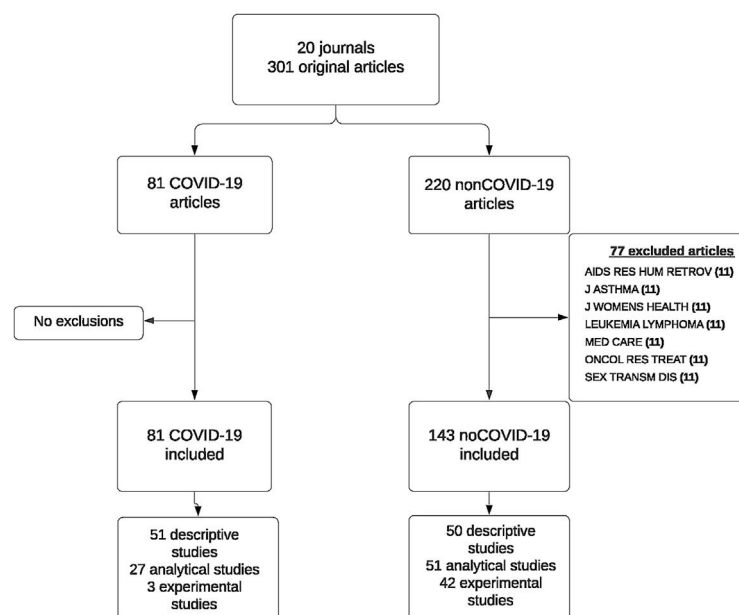 20 journals
301 original articles
81 COVID-19
articles
220 nonCOVID-19
articles
77 excluded articles
AIDS RES HUM RETROV (11)
J ASTHMA (11)
J WOMENS HEALTH (11)
LEUKEMIA LYMPHOMA (11)
MED CARE (11)
ONCOL RES TREAT (11)
SEX TRANSM DIS (11)
No exclusions
81 COVID-19
included
143 noCOVID-19
included
51 descriptive
studies
27 analytical studies
3 experimental
studies
50 descriptive
studies
51 analytical studies
42 experimental
studies